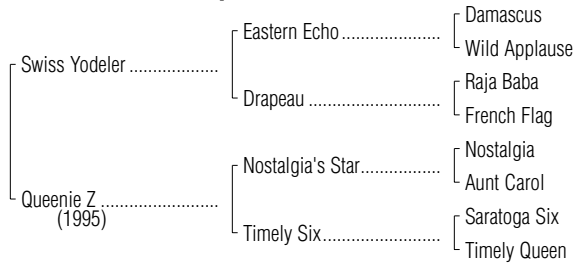 Damascus
Eastern Echo
Wild Applause
Swiss Yodeler
Raja Baba
Drapeau
French Flag
Nostalgia
Nostalgia's Star
Aunt Carol
Queenie Z
(1995)
Saratoga Six
Timely Six
Timely Queen